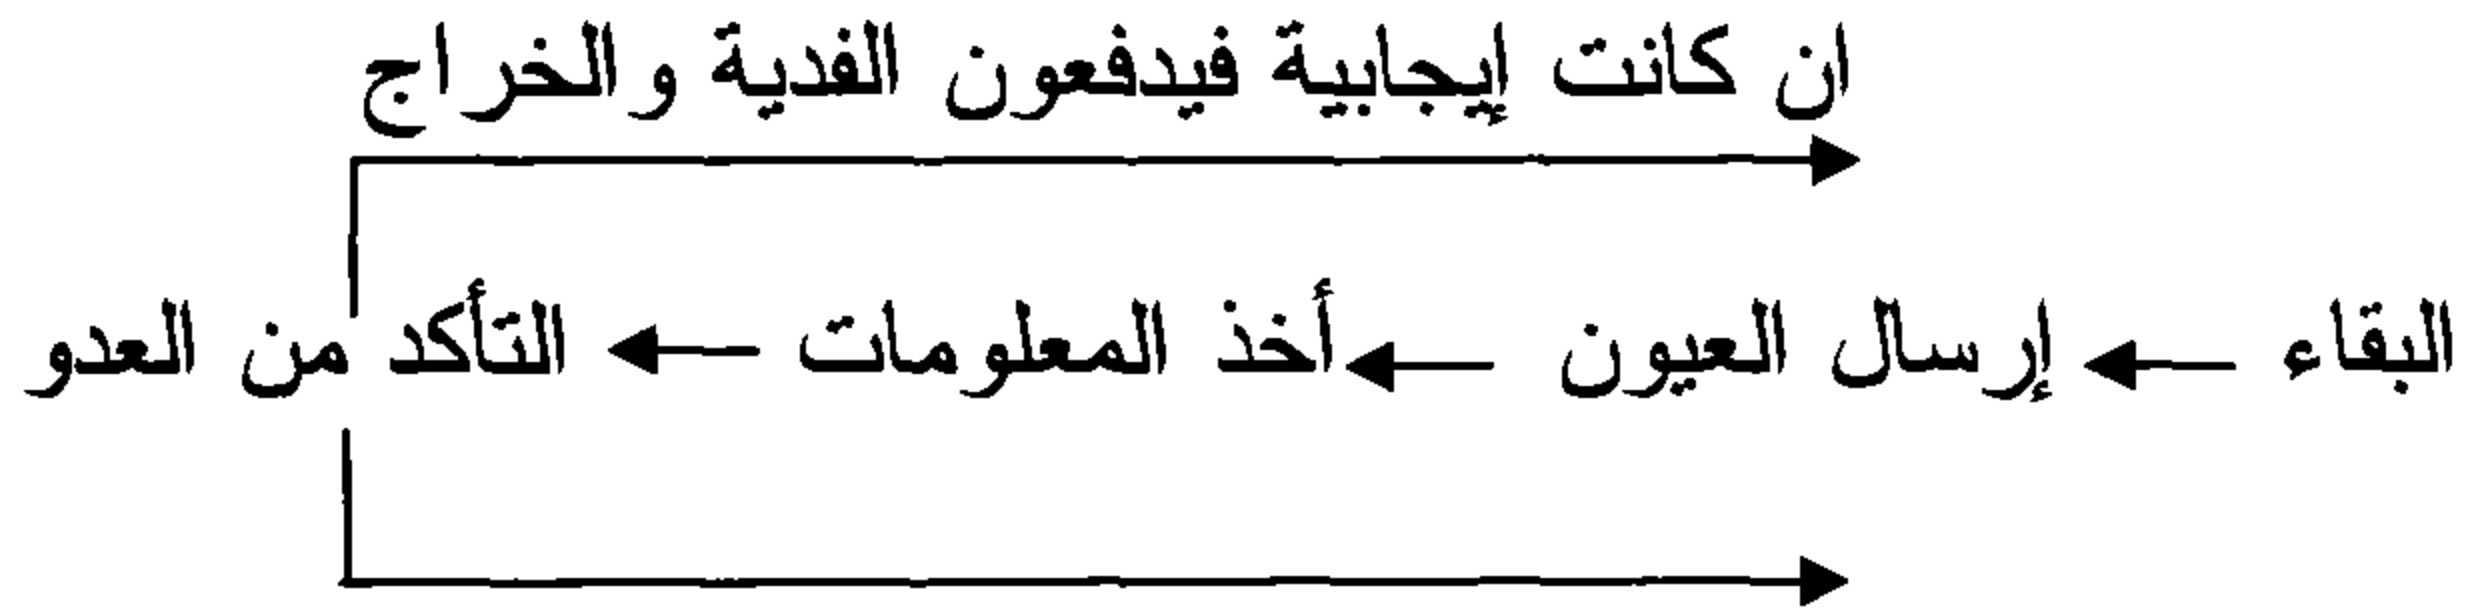 ان كانت إيجابية فيدفعون الفدية والخراج
البقاء ← إرسال العيون ← أخذ المعلومات ← التأكد من العدو